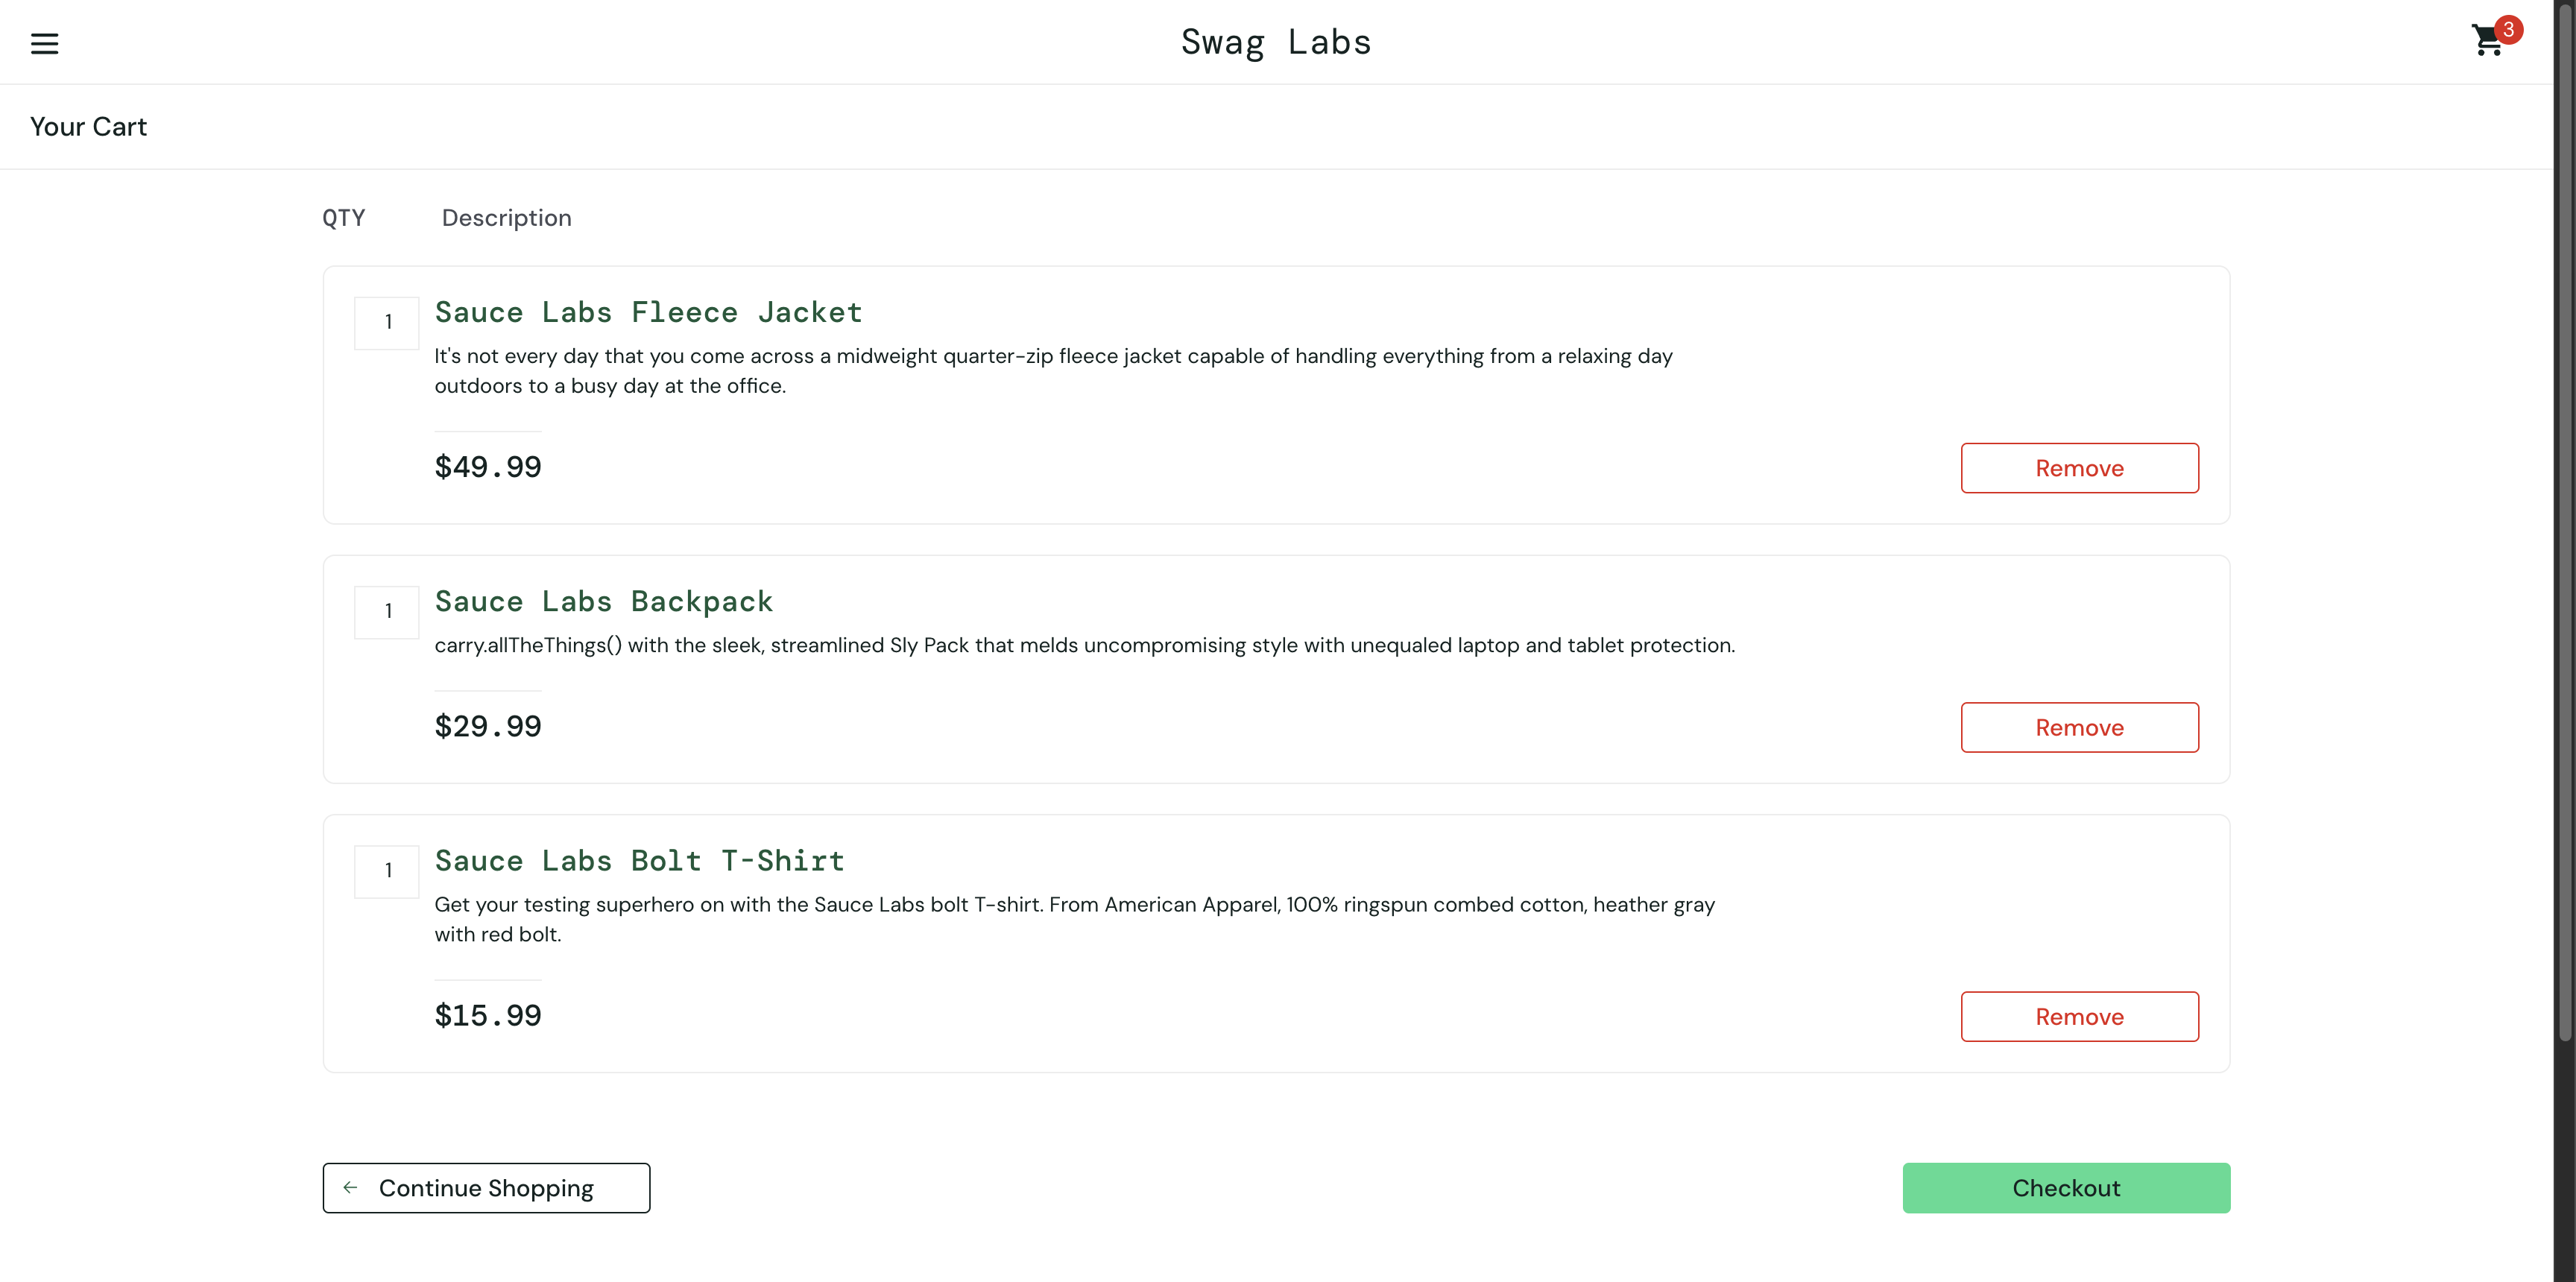 Swag Labs
3
Your Cart
QTY Description
1
Sauce Labs Fleece Jacket
It's not every day that you come across a midweight quarter-zip fleece jacket capable of handling everything from a relaxing day
outdoors to a busy day at the office.
$49.99
Remove
1
Sauce Labs Backpack
carry.allTheThings() with the sleek, streamlined Sly Pack that melds uncompromising style with unequaled laptop and tablet protection.
$29.99
Remove
1
Sauce Labs Bolt T-Shirt
Get your testing superhero on with the Sauce Labs bolt T-shirt. From American Apparel, 100% ringspun combed cotton, heather gray
with red bolt.
$15.99
Remove
Continue Shopping
Checkout